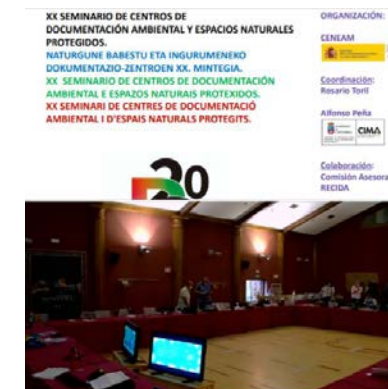 XX SEMINARIO DE CENTROS DE
DOCUMENTACIÓN AMBIENTAL Y ESPACIOS NATURALES
PROTEGIDOS.
NATURGUNE BABESTU ETA INGURUMENEKO
DOKUMENTAZIO-ZENTROEN XX. MINTEGIA.
XX SEMINARIO DE CENTROS DE DOCUMENTACIÓN
AMBIENTAL E ESPAZOS NATURAIS PROTEXIDOS.
XX SEMINARI DE CENTRES DE DOCUMENTACIÓ
AMBIENTAL I D'ESPAIS NATURALS PROTEGITS.
20
ORGANIZACIÓN:
CENEAM
Coordinación:
Rosario Toril
Alfonso Peña
CIMA
Colaboración:
Comisión Asesora
RECIDA